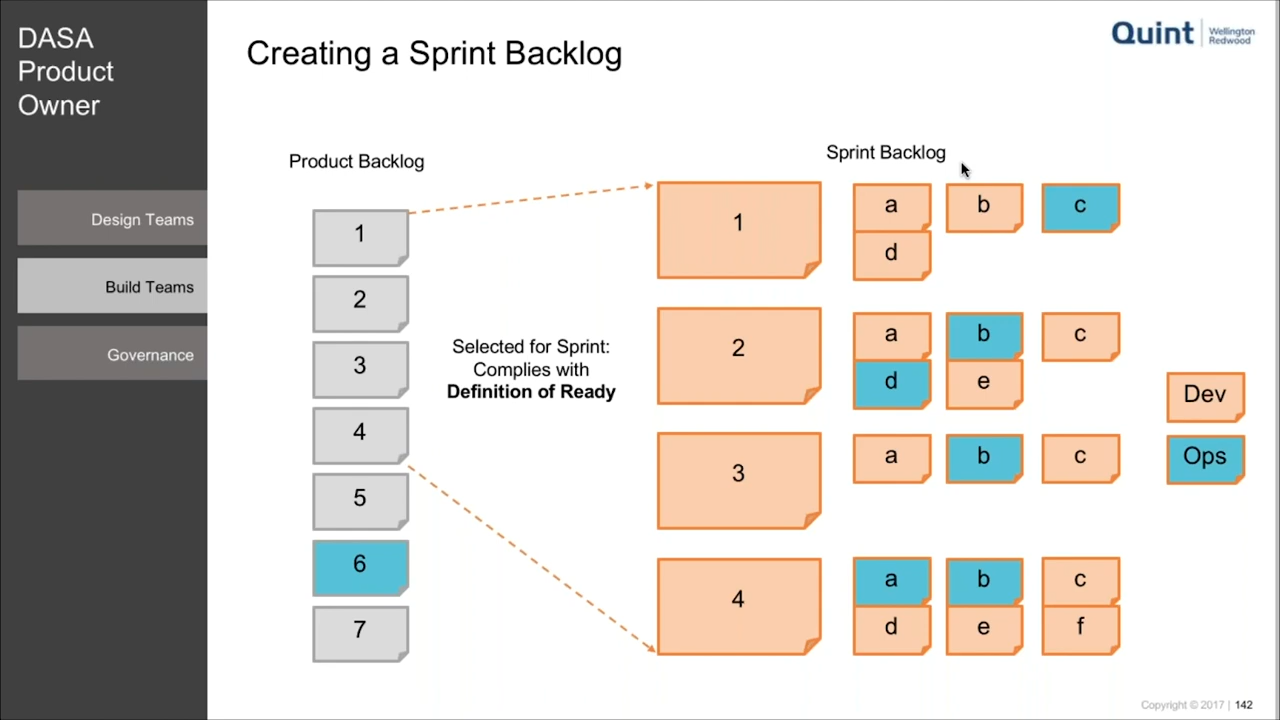 DASA
Product
Owner
Design Teams
Build Teams
Governance
Creating a Sprint Backlog
Quint
Wellington
Redwood
Product Backlog
1
2
3
4
5
6
7
Selected for Sprint:
Complies with
Definition of Ready
Sprint Backlog
1
a b c
d
2
a b c
d e
3
a b c
4
a b c
d e f
Dev
Ops
Copyright © 2017 | 142